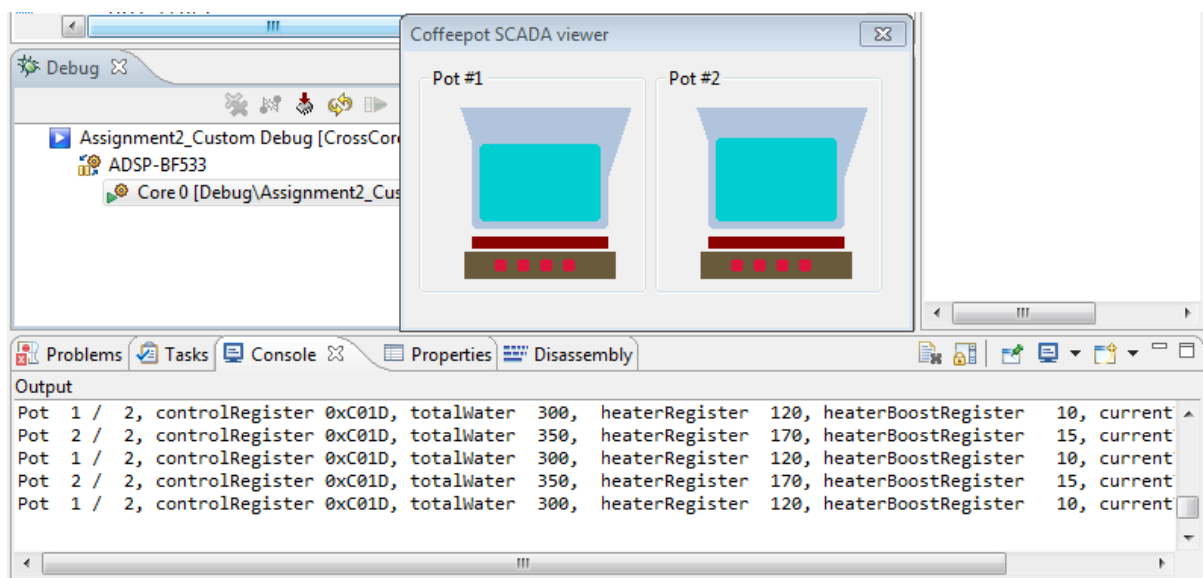 Coffeepot SCADA viewer
Debug
Pot #1
Pot #2
Assignment2_Custom Debug [CrossCor
ADSP-BF533
Core 0 [Debug\Assignment2_Cus
Problems Tasks Console Properties Disassembly
Output
Pot 1 / 2, controlRegister 0xC01D, totalWater 300, heaterRegister 120, heaterBoostRegister 10, current
Pot 2 / 2, controlRegister 0xC01D, totalWater 350, heaterRegister 170, heaterBoostRegister 15, current
Pot 1 / 2, controlRegister 0xC01D, totalWater 300, heaterRegister 120, heaterBoostRegister 10, current
Pot 2 / 2, controlRegister 0xC01D, totalWater 350, heaterRegister 170, heaterBoostRegister 15, current
Pot 1 / 2, controlRegister 0xC01D, totalWater 300, heaterRegister 120, heaterBoostRegister 10, current